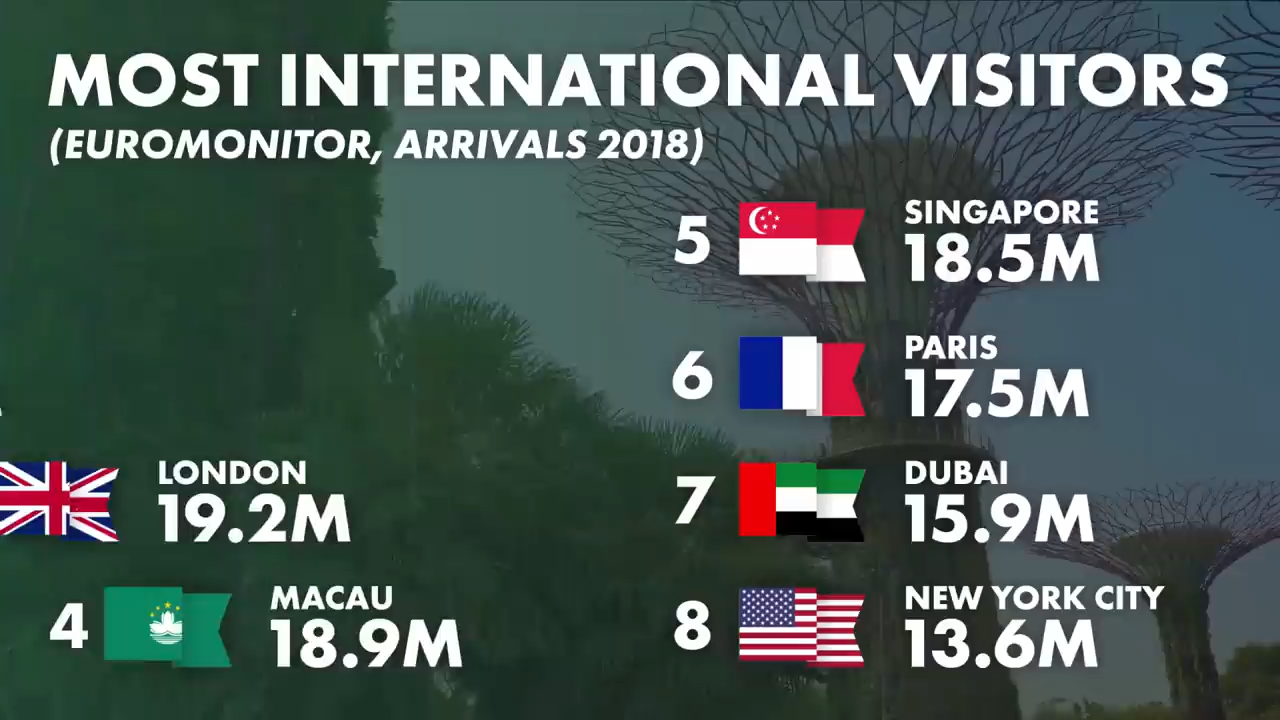 MOST INTERNATIONAL VISITORS
(EUROMONITOR, ARRIVALS 2018)
LONDON
19.2M
4
MACAU
18.9M
5
SINGAPORE
18.5M
6
PARIS
17.5M
7
DUBAI
15.9M
8
NEW YORK CITY
13.6M